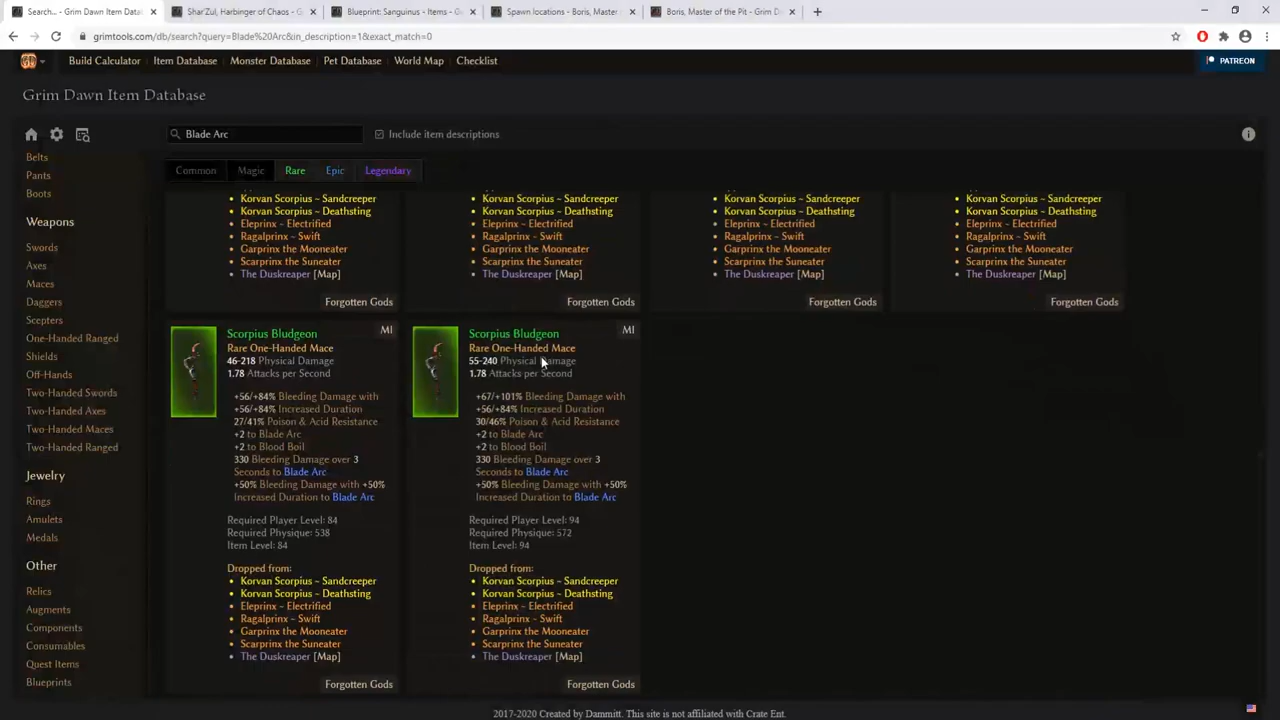 Search... - Grim Dawn Item Datab
Shar'Zul, Harbinger of Chaos - G
Blueprint: Sanguinus - Items - G
Spawn locations - Boris, Master
Boris, Master of the Pit - Grim D
grimtools.com/db/search?query=Blade%20Arc&in_description=1&exact_match=0
Build Calculator Item Database Monster Database Pet Database World Map Checklist
PATREON
Grim Dawn Item Database
Blade Arc
Include item descriptions
Common Magic Rare Epic Legendary
Belts
Pants
Boots
Weapons
Swords
Axes
Maces
Daggers
Scepters
One-Handed Ranged
Shields
Off-Hands
Two-Handed Swords
Two-Handed Axes
Two-Handed Maces
Two-Handed Ranged
Jewelry
Rings
Amulets
Medals
Other
Relics
Augments
Components
Consumables
Quest Items
Blueprints
Korvan Scorpius ~ Sandcreeper
Korvan Scorpius ~ Deathsting
Eleprinx ~ Electrified
Ragalprinx ~ Swift
Garprinx the Mooneater
Scarprinx the Suneater
The Duskreaper [Map]
Forgotten Gods
Korvan Scorpius ~ Sandcreeper
Korvan Scorpius ~ Deathsting
Eleprinx ~ Electrified
Ragalprinx ~ Swift
Garprinx the Mooneater
Scarprinx the Suneater
The Duskreaper [Map]
Forgotten Gods
Korvan Scorpius ~ Sandcreeper
Korvan Scorpius ~ Deathsting
Eleprinx ~ Electrified
Ragalprinx ~ Swift
Garprinx the Mooneater
Scarprinx the Suneater
The Duskreaper [Map]
Forgotten Gods
Korvan Scorpius ~ Sandcreeper
Korvan Scorpius ~ Deathsting
Eleprinx ~ Electrified
Ragalprinx ~ Swift
Garprinx the Mooneater
Scarprinx the Suneater
The Duskreaper [Map]
Forgotten Gods
Scorpius Bludgeon MI
Rare One-Handed Mace
46-218 Physical Damage
1.78 Attacks per Second
+56/+84% Bleeding Damage with
+56/+84% Increased Duration
27/41% Poison & Acid Resistance
+2 to Blade Arc
+2 to Blood Boil
330 Bleeding Damage over 3
Seconds to Blade Arc
+50% Bleeding Damage with +50%
Increased Duration to Blade Arc
Required Player Level: 84
Required Physique: 538
Item Level: 84
Dropped from:
Korvan Scorpius ~ Sandcreeper
Korvan Scorpius ~ Deathsting
Eleprinx ~ Electrified
Ragalprinx ~ Swift
Garprinx the Mooneater
Scarprinx the Suneater
The Duskreaper [Map]
Forgotten Gods
Scorpius Bludgeon MI
Rare One-Handed Mace
55-240 Physical Damage
1.78 Attacks per Second
+67/+101% Bleeding Damage with
+56/+84% Increased Duration
30/46% Poison & Acid Resistance
+2 to Blade Arc
+2 to Blood Boil
330 Bleeding Damage over 3
Seconds to Blade Arc
+50% Bleeding Damage with +50%
Increased Duration to Blade Arc
Required Player Level: 94
Required Physique: 572
Item Level: 94
Dropped from:
Korvan Scorpius ~ Sandcreeper
Korvan Scorpius ~ Deathsting
Eleprinx ~ Electrified
Ragalprinx ~ Swift
Garprinx the Mooneater
Scarprinx the Suneater
The Duskreaper [Map]
Forgotten Gods
2017-2020 Created by Dammitt. This site is not affiliated with Crate Ent.